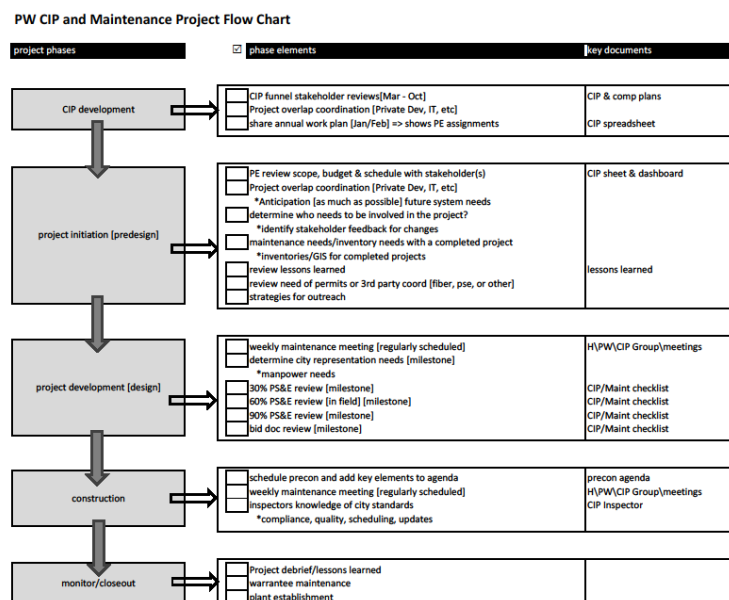 PW CIP and Maintenance Project Flow Chart
project phases ☑ phase elements key documents
CIP development
CIP funnel stakeholder reviews[Mar - Oct] CIP & comp plans
Project overlap coordination [Private Dev, IT, etc]
share annual work plan [Jan/Feb] => shows PE assignments CIP spreadsheet
project initiation [predesign]
PE review scope, budget & schedule with stakeholder(s) CIP sheet & dashboard
Project overlap coordination [Private Dev, IT, etc]
*Anticipation [as much as possible] future system needs
determine who needs to be involved in the project?
*identify stakeholder feedback for changes
maintenance needs/inventory needs with a completed project
*inventories/GIS for completed projects
review lessons learned lessons learned
review need of permits or 3rd party coord [fiber, pse, or other]
strategies for outreach
project development [design]
weekly maintenance meeting [regularly scheduled] H\PW\CIP Group\meetings
determine city representation needs [milestone]
*manpower needs
30% PS&E review [milestone] CIP/Maint checklist
60% PS&E review [in field] [milestone] CIP/Maint checklist
90% PS&E review [milestone] CIP/Maint checklist
bid doc review [milestone] CIP/Maint checklist
construction
schedule precon and add key elements to agenda precon agenda
weekly maintenance meeting [regularly scheduled] H\PW\CIP Group\meetings
inspectors knowledge of city standards CIP Inspector
*compliance, quality, scheduling, updates
monitor/closeout
Project debrief/lessons learned
warrantee maintenance
plant establishment